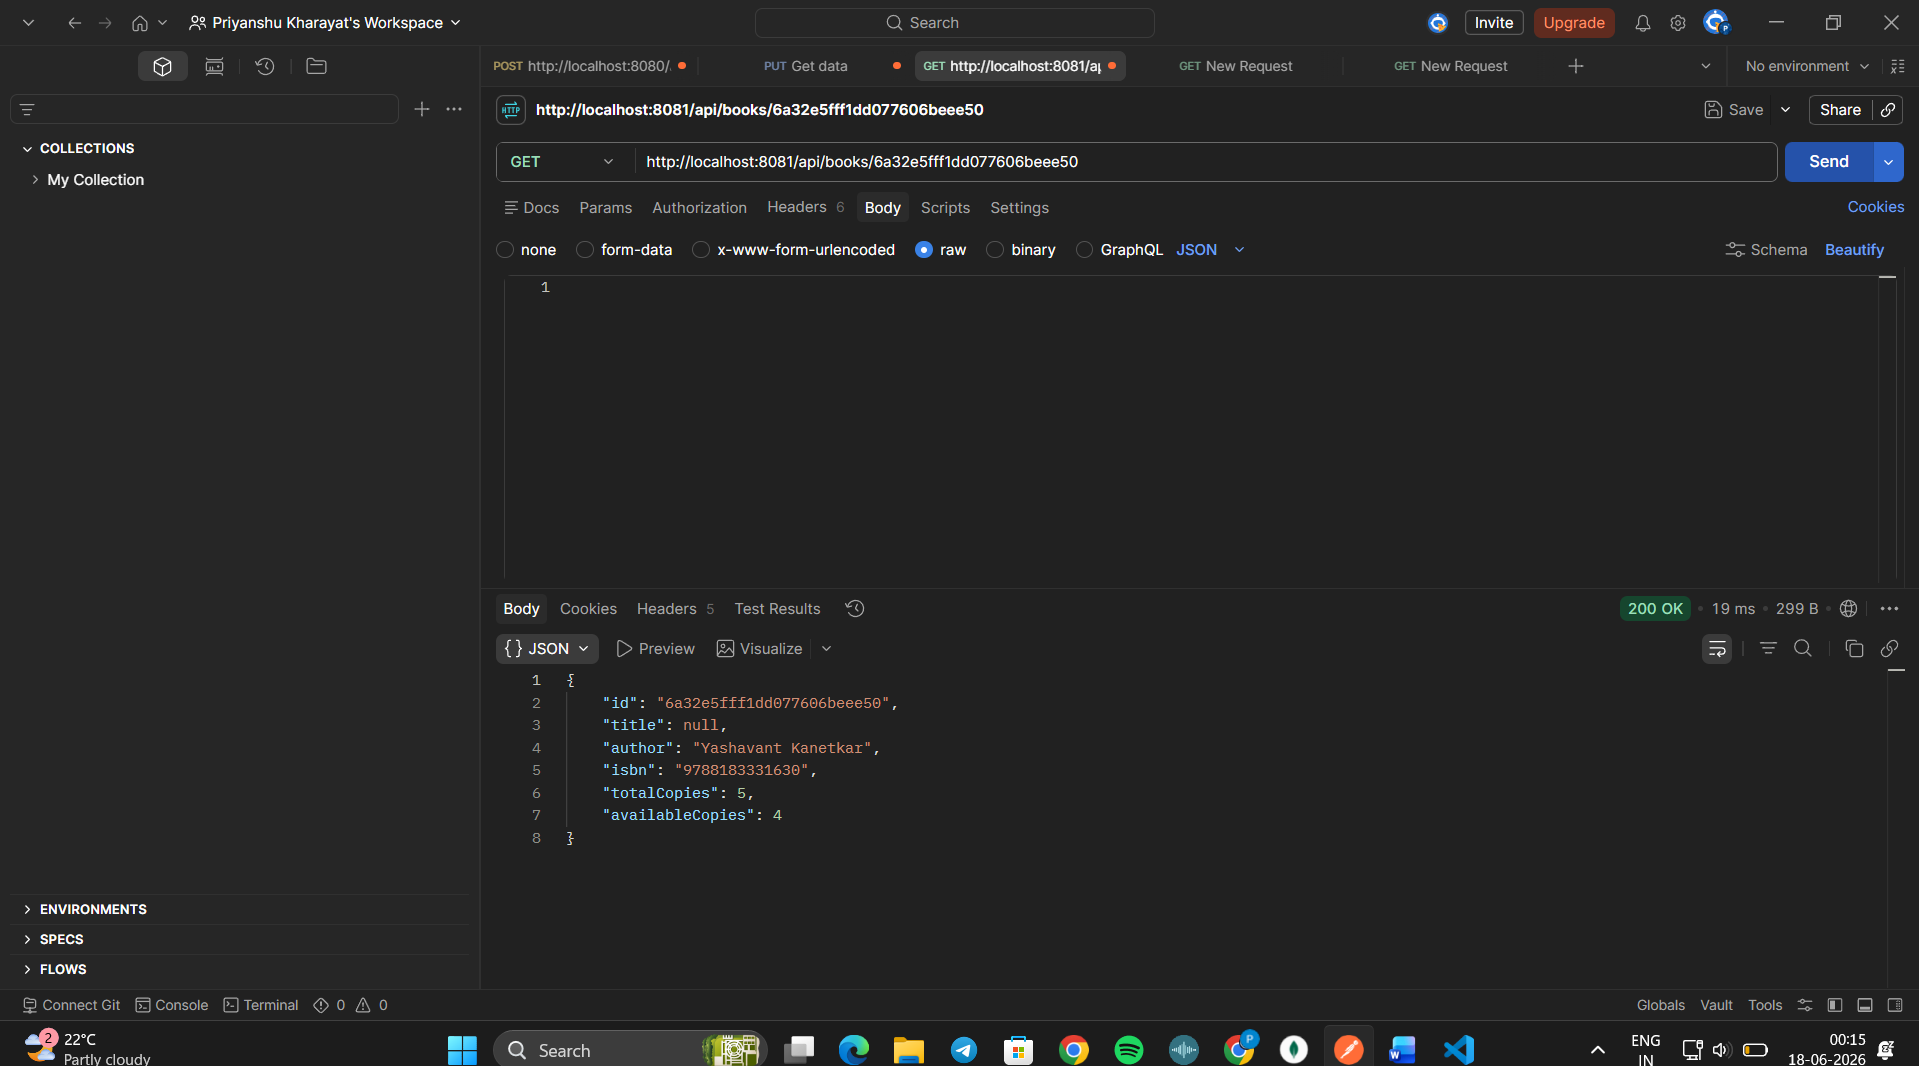 Priyanshu Kharayat's Workspace
Search
Invite
Upgrade
POST http://localhost:8080/.
PUT Get data
GET http://localhost:8081/ap
GET New Request
GET New Request
No environment
HTTP http://localhost:8081/api/books/6a32e5fff1dd077606beee50
Save
Share
COLLECTIONS
My Collection
GET http://localhost:8081/api/books/6a32e5fff1dd077606beee50
Send
Docs Params Authorization Headers 6 Body Scripts Settings
Cookies
none form-data x-www-form-urlencoded raw binary GraphQL JSON
Schema Beautify
1
Body Cookies Headers 5 Test Results
200 OK • 19 ms • 299 B
{} JSON Preview Visualize
1 {
2 "id": "6a32e5fff1dd077606beee50",
3 "title": null,
4 "author": "Yashavant Kanetkar",
5 "isbn": "9788183331630",
6 "totalCopies": 5,
7 "availableCopies": 4
8 }
ENVIRONMENTS
SPECS
FLOWS
Connect Git Console Terminal 0 0
Globals Vault Tools
2
22°C
Partly cloudy
Search
P
W
ENG
IN
00:15
18-06-2026